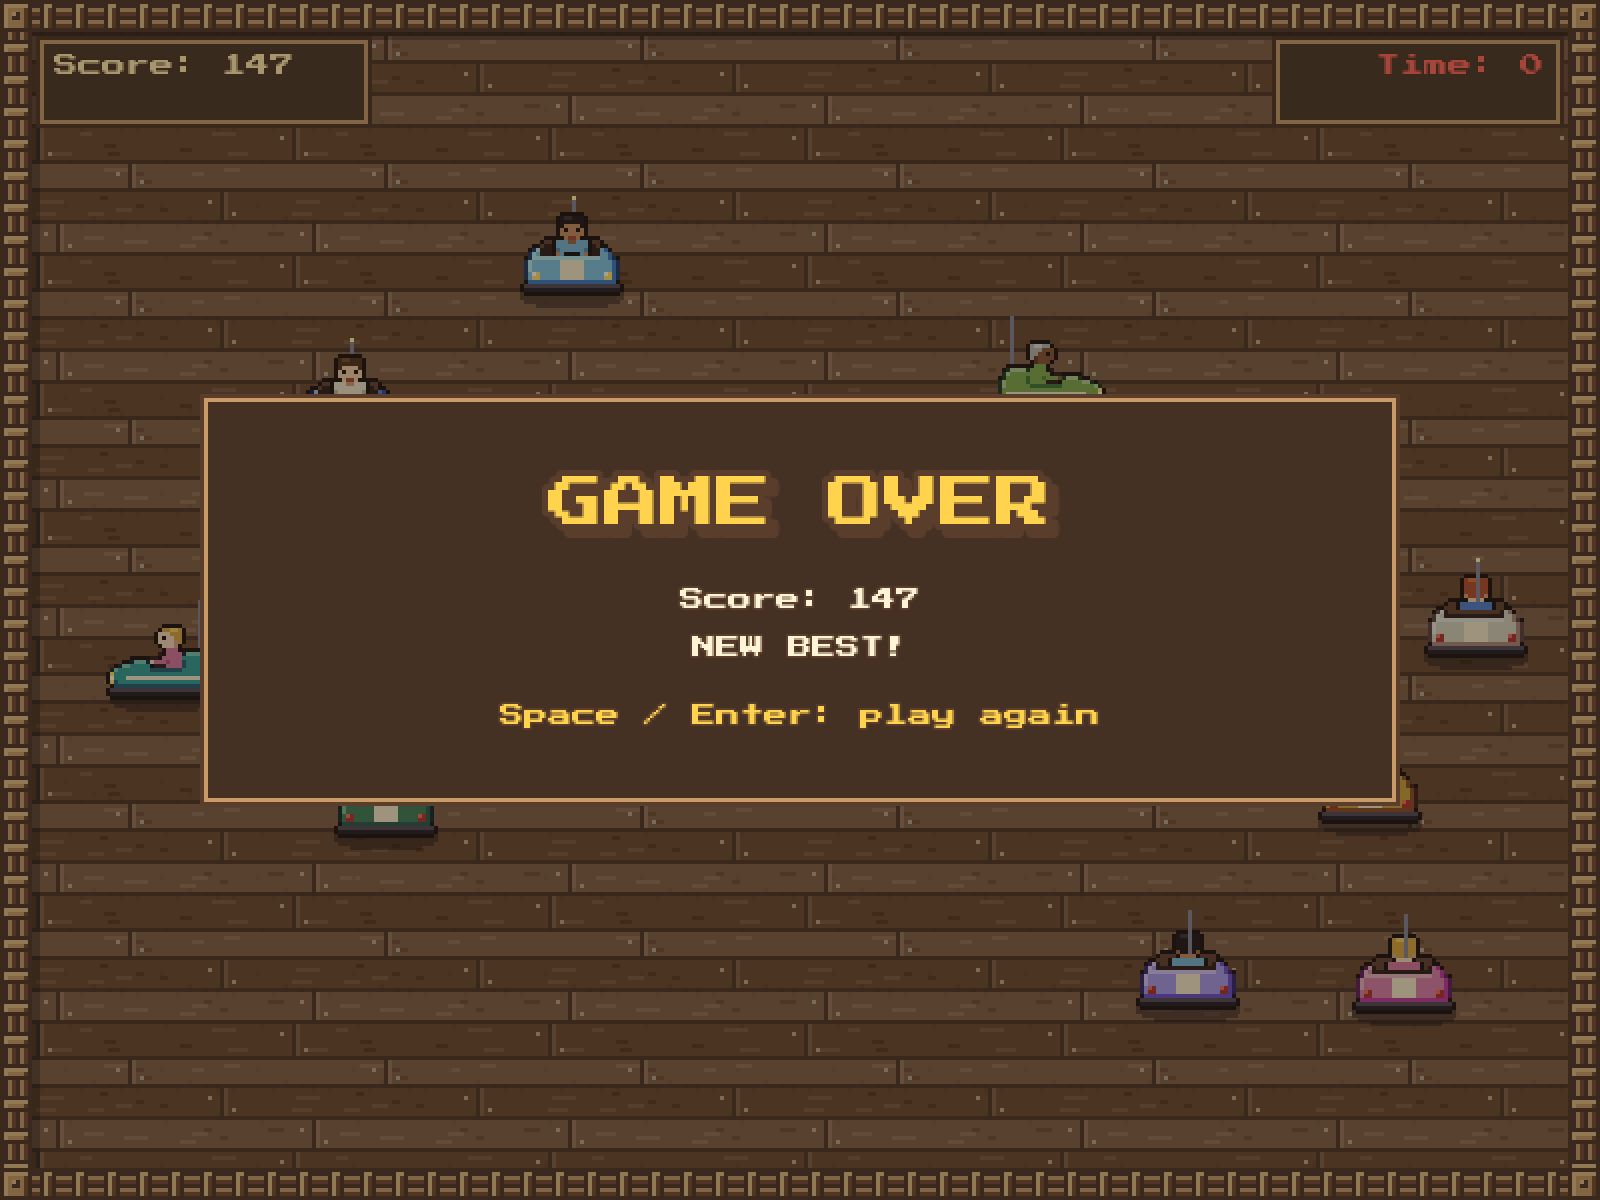 Score: 147
Time: 0
GAME OVER
Score: 147
NEW BEST!
Space / Enter: play again